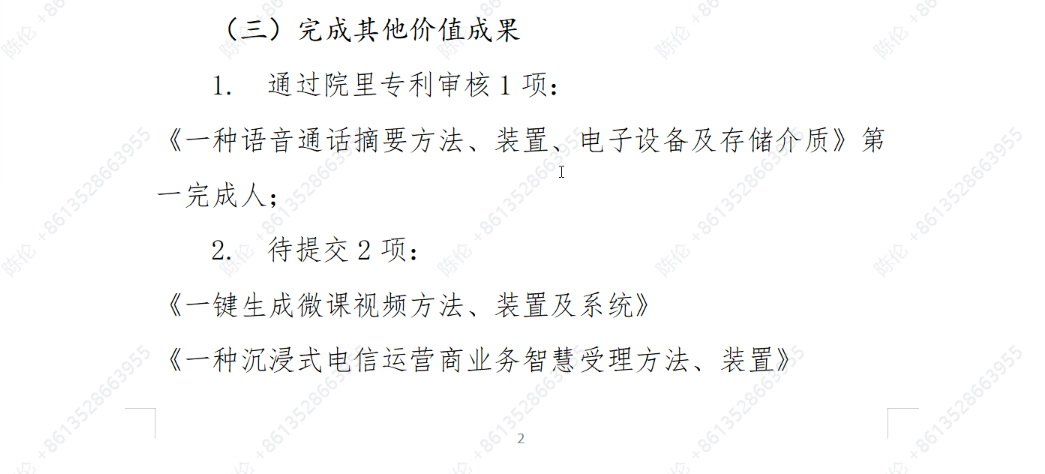 （三）完成其他价值成果
1. 通过院里专利审核1项：
《一种语音通话摘要方法、装置、电子设备及存储介质》第
一完成人；
2. 待提交2项：
《一键生成微课视频方法、装置及系统》
《一种沉浸式电信运营商业务智慧受理方法、装置》
2
陈伦 +8613528663955